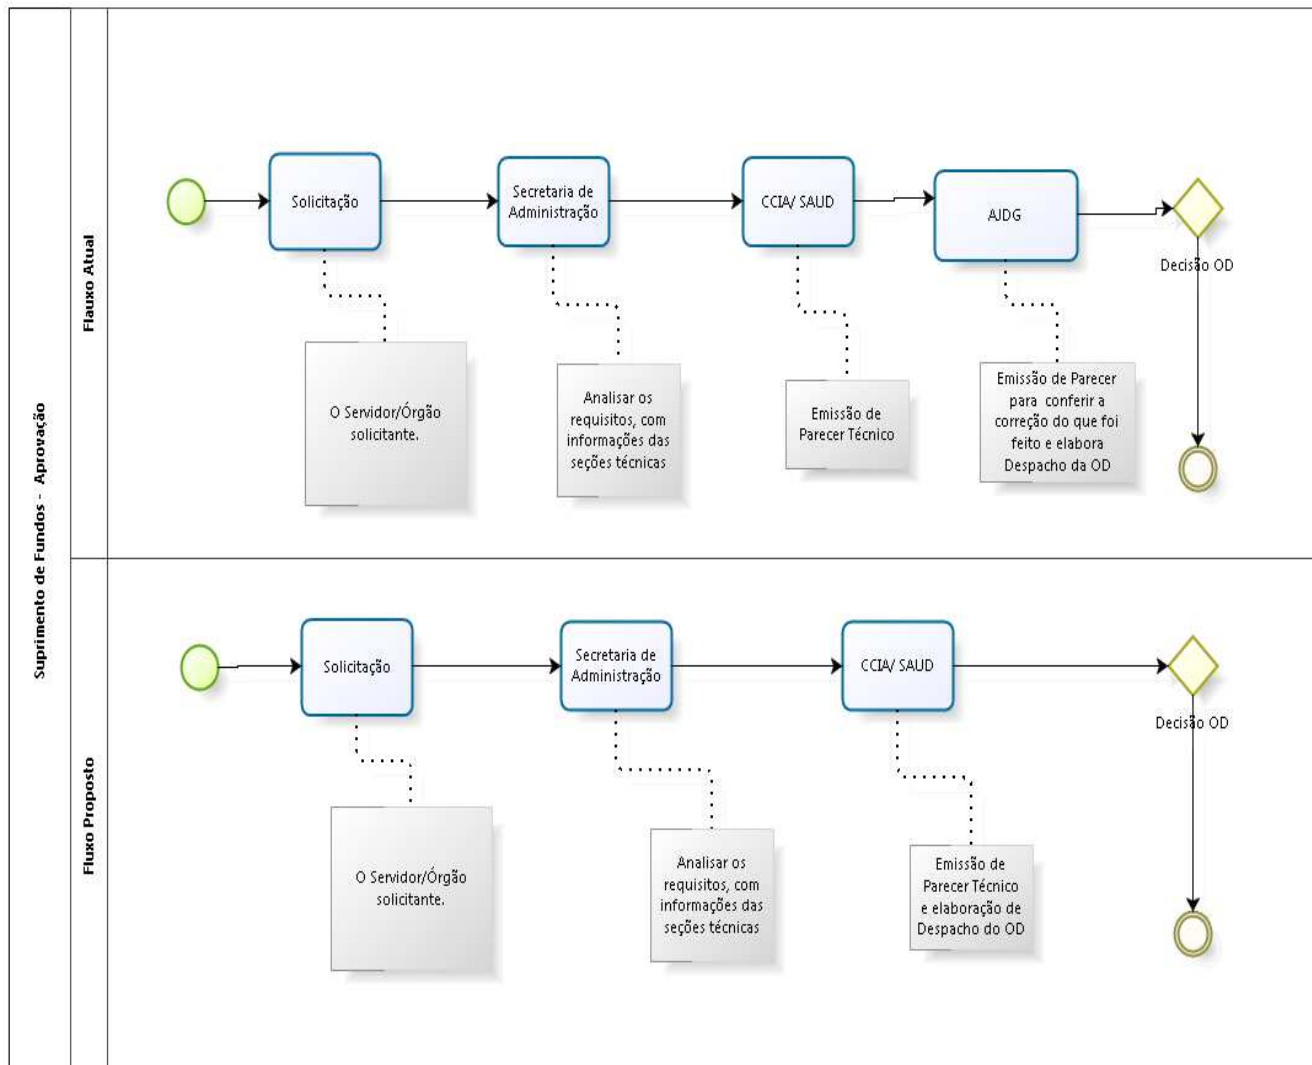 Suprimento de Fundos - Aprovação
Flauxo Atual
Solicitação
Secretaria de
Administração
CCIA/ SAUD
AJDG
Decisão OD
O Servidor/Órgão
solicitante.
Analisar os
requisitos, com
informações das
seções técnicas
Emissão de
Parecer Técnico
Emissão de Parecer
para conferir a
correção do que foi
feito e elabora
Despacho da OD
Fluxo Proposto
Solicitação
Secretaria de
Administração
CCIA/ SAUD
Decisão OD
O Servidor/Órgão
solicitante.
Analisar os
requisitos, com
informações das
seções técnicas
Emissão de
Parecer Técnico
e elaboração de
Despacho do OD